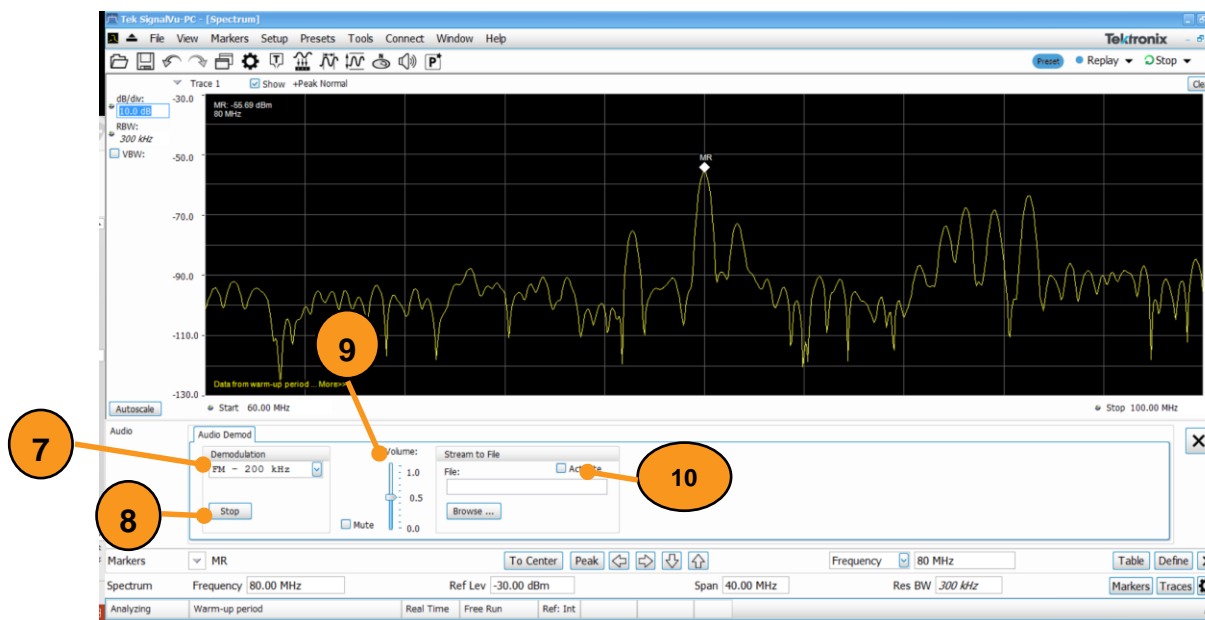 Tek SignalVu-PC - [Spectrum]
File View Markers Setup Presets Tools Connect Window Help Tektronix
Preset Replay Stop
Trace 1 Show +Peak Normal Cle
dB/div: 10.0 dB
RBW: 300 kHz
VBW:
-30.0
-50.0
-70.0
-90.0
-110.0
-130.0
MR: -55.69 dBm
80 MHz
MR
Data from warm-up period ... More>>
Autoscale Start 60.00 MHz Stop 100.00 MHz
9
7
8
10
Audio Audio Demod
Demodulation
FM - 200 kHz
Stop
Mute
Volume:
1.0
0.5
0.0
Stream to File
File:
Browse ...
Markers MR To Center Peak Frequency 80 MHz Table Define
Spectrum Frequency 80.00 MHz Ref Lev -30.00 dBm Span 40.00 MHz Res BW 300 kHz Markers Traces
Analyzing Warm-up period Real Time Free Run Ref: Int